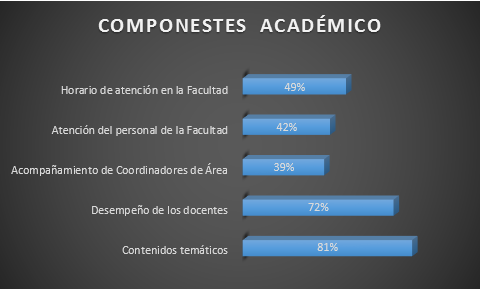 COMPONESTES ACADÉMICO
Horario de atención en la Facultad
49%
Atención del personal de la Facultad
42%
Acompañamiento de Coordinadores de Área
39%
Desempeño de los docentes
72%
Contenidos temáticos
81%